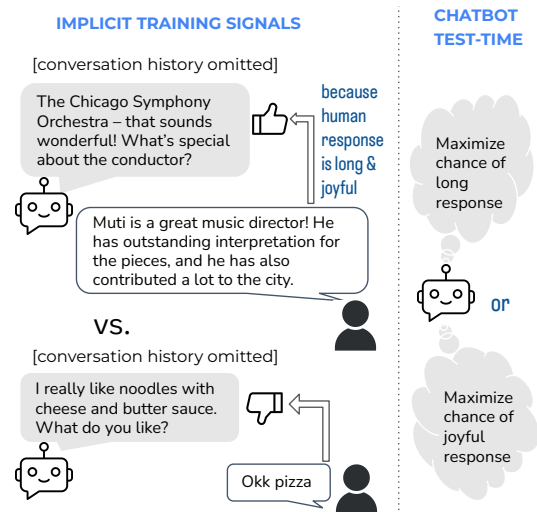 IMPLICIT TRAINING SIGNALS
[conversation history omitted]
The Chicago Symphony
Orchestra – that sounds
wonderful! What's special
about the conductor?
because
human
response
is long &
joyful
Muti is a great music director! He
has outstanding interpretation for
the pieces, and he has also
contributed a lot to the city.
vs.
[conversation history omitted]
I really like noodles with
cheese and butter sauce.
What do you like?
Okk pizza
CHATBOT
TEST-TIME
Maximize
chance of
long
response
or
Maximize
chance of
joyful
response